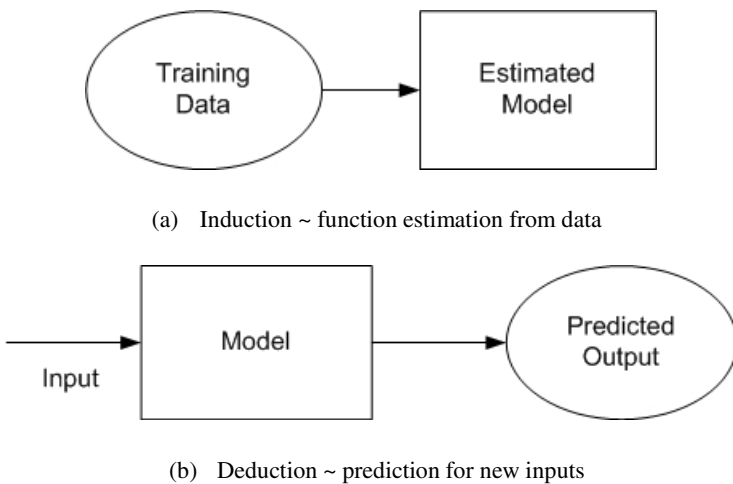 Training
Data
Estimated
Model
(a) Induction ~ function estimation from data
Model
Predicted
Output
Input
(b) Deduction ~ prediction for new inputs